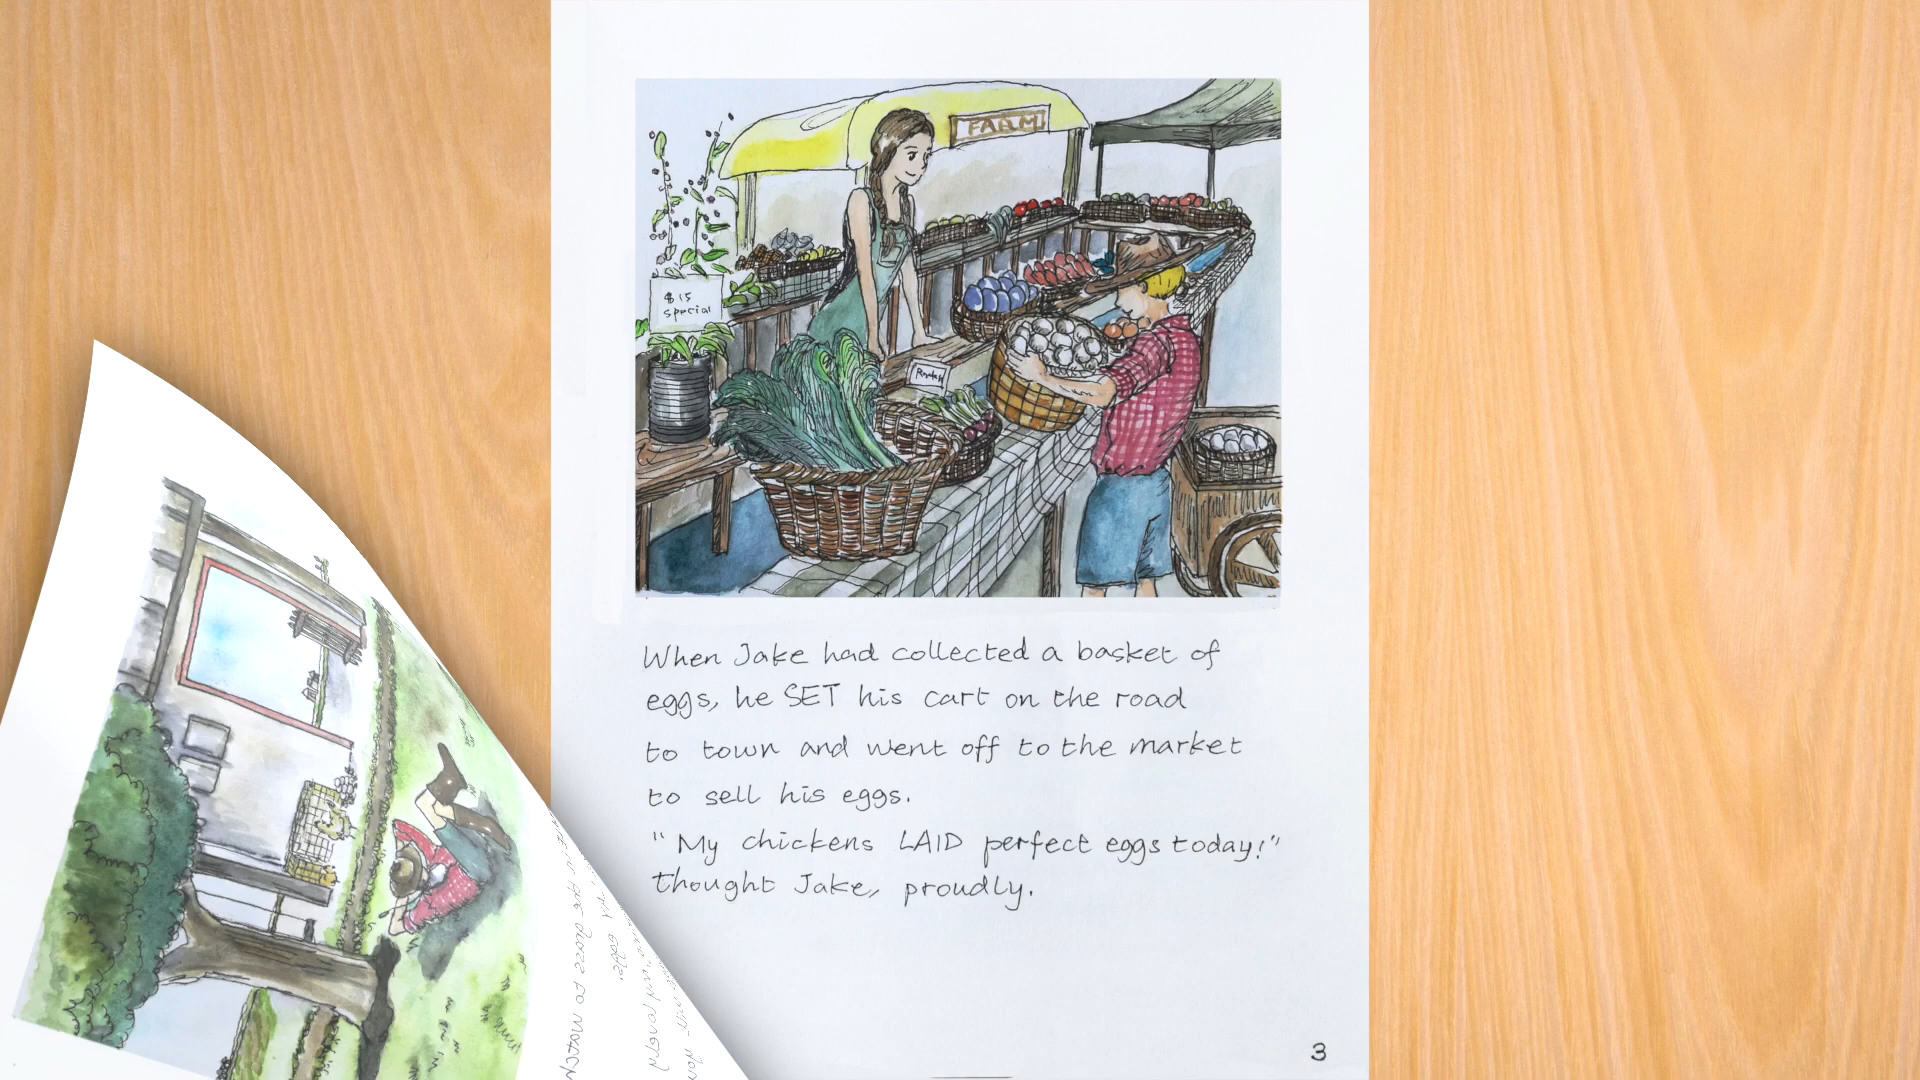 FARM
$15
special
When Jake had collected a basket of
eggs, he SET his cart on the road
to town and went off to the market
to sell his eggs.
"My chickens LAID perfect eggs today!"
thought Jake, proudly.
3